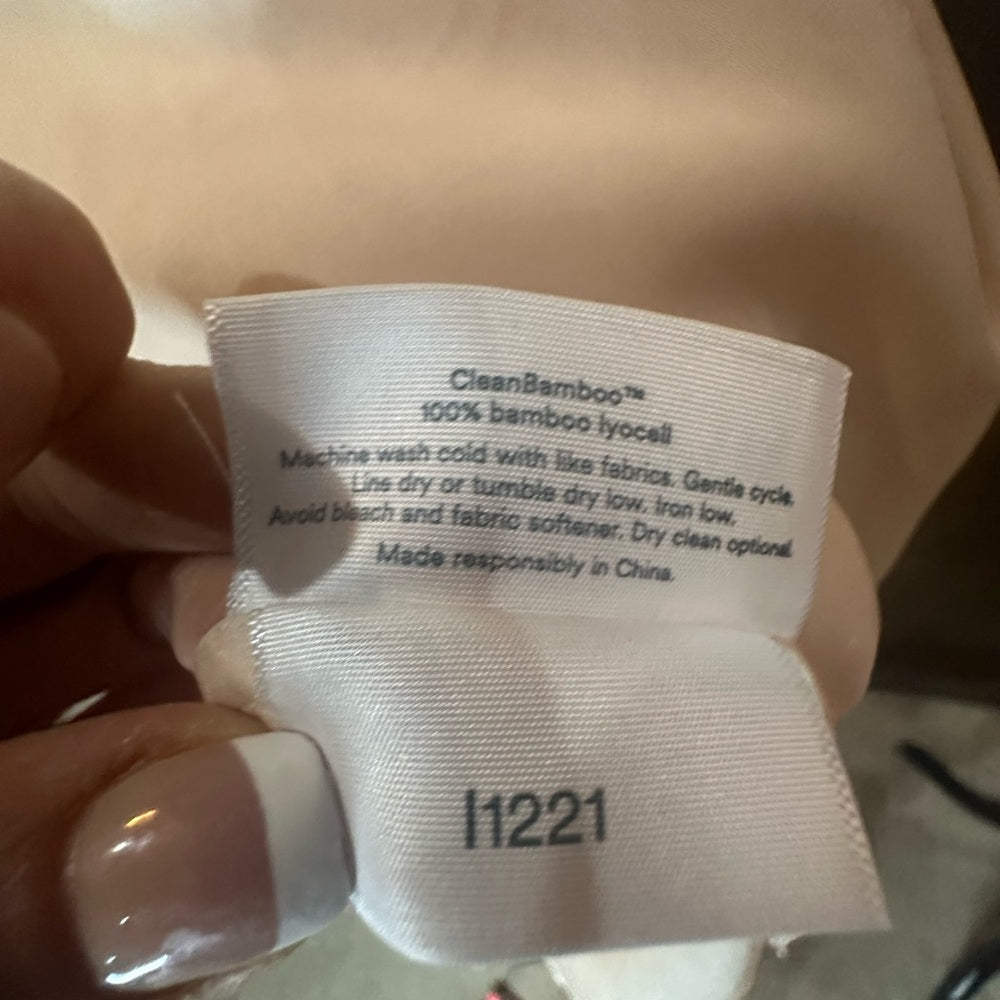 CleanBamboo™
100% bamboo lyocell
Machine wash cold with like fabrics. Gentle cycle.
Line dry or tumble dry low. Iron low.
Avoid bleach and fabric softener. Dry clean optional.
Made responsibly in China.
I1221